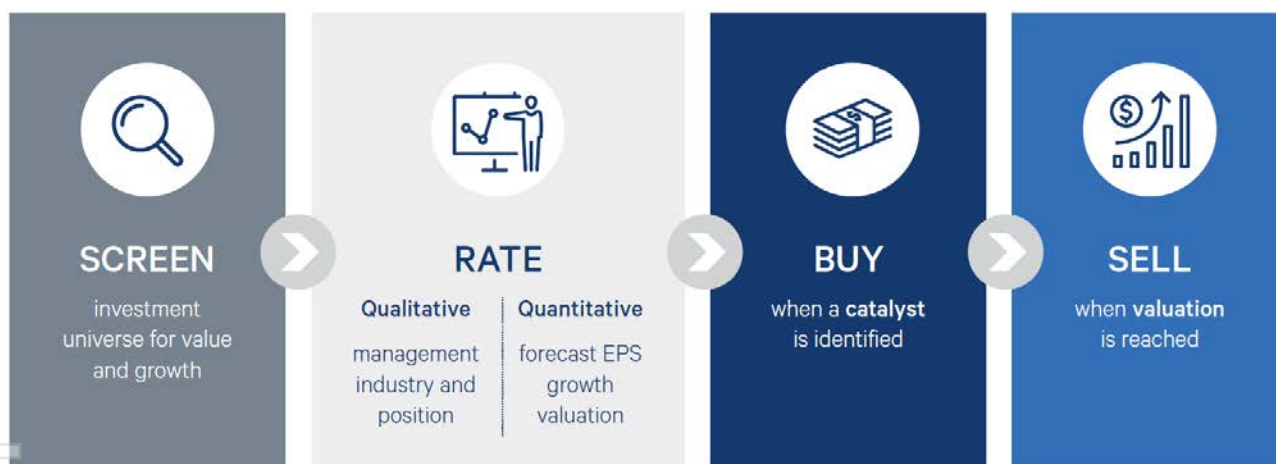 SCREEN
investment
universe for value
and growth
RATE
Qualitative
management
industry and
position
Quantitative
forecast EPS
growth
valuation
BUY
when a catalyst
is identified
$
SELL
when valuation
is reached
$